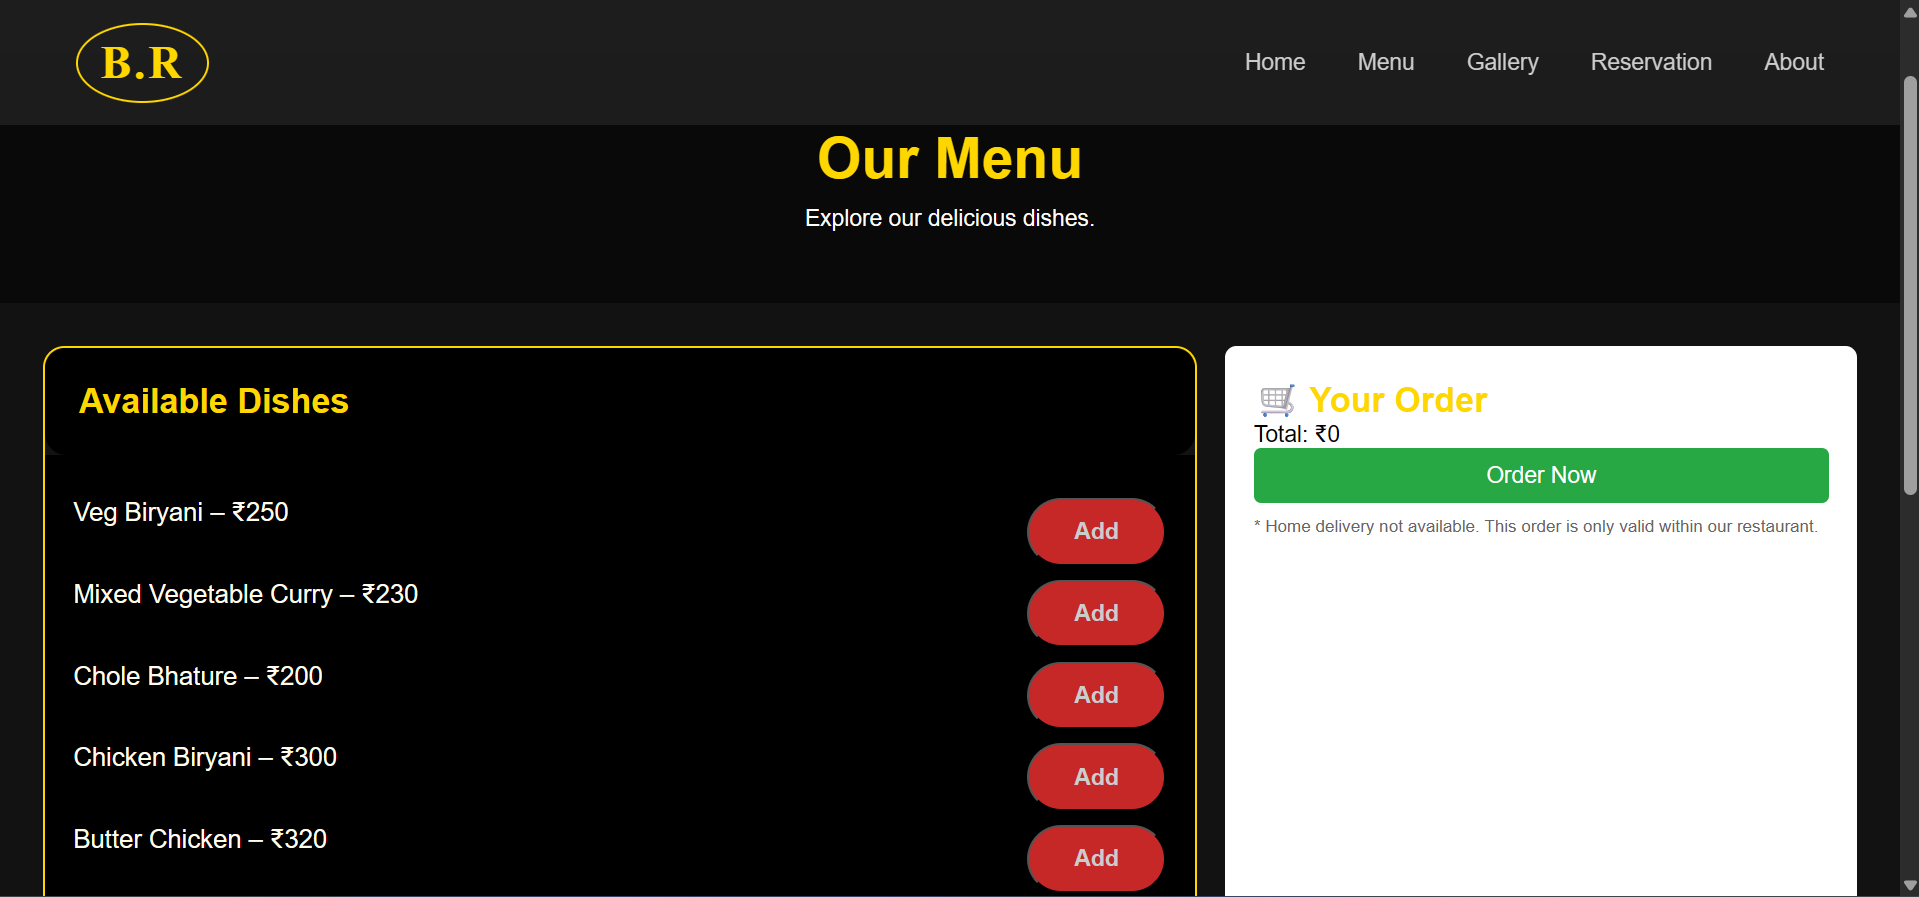 B.R
Home Menu Gallery Reservation About
Our Menu
Explore our delicious dishes.
Available Dishes
Veg Biryani – ₹250 Add
Mixed Vegetable Curry – ₹230 Add
Chole Bhature – ₹200 Add
Chicken Biryani – ₹300 Add
Butter Chicken – ₹320 Add
🛒 Your Order
Total: ₹0
Order Now
* Home delivery not available. This order is only valid within our restaurant.